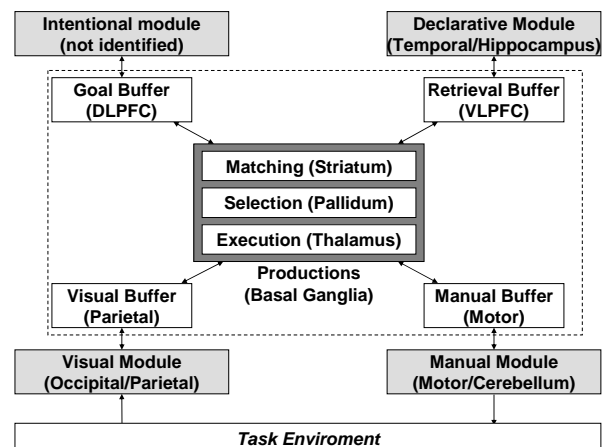 Intentional module
(not identified)
Declarative Module
(Temporal/Hippocampus)
Goal Buffer
(DLPFC)
Retrieval Buffer
(VLPFC)
Matching (Striatum)
Selection (Pallidum)
Execution (Thalamus)
Productions
(Basal Ganglia)
Visual Buffer
(Parietal)
Manual Buffer
(Motor)
Visual Module
(Occipital/Parietal)
Manual Module
(Motor/Cerebellum)
Task Enviroment